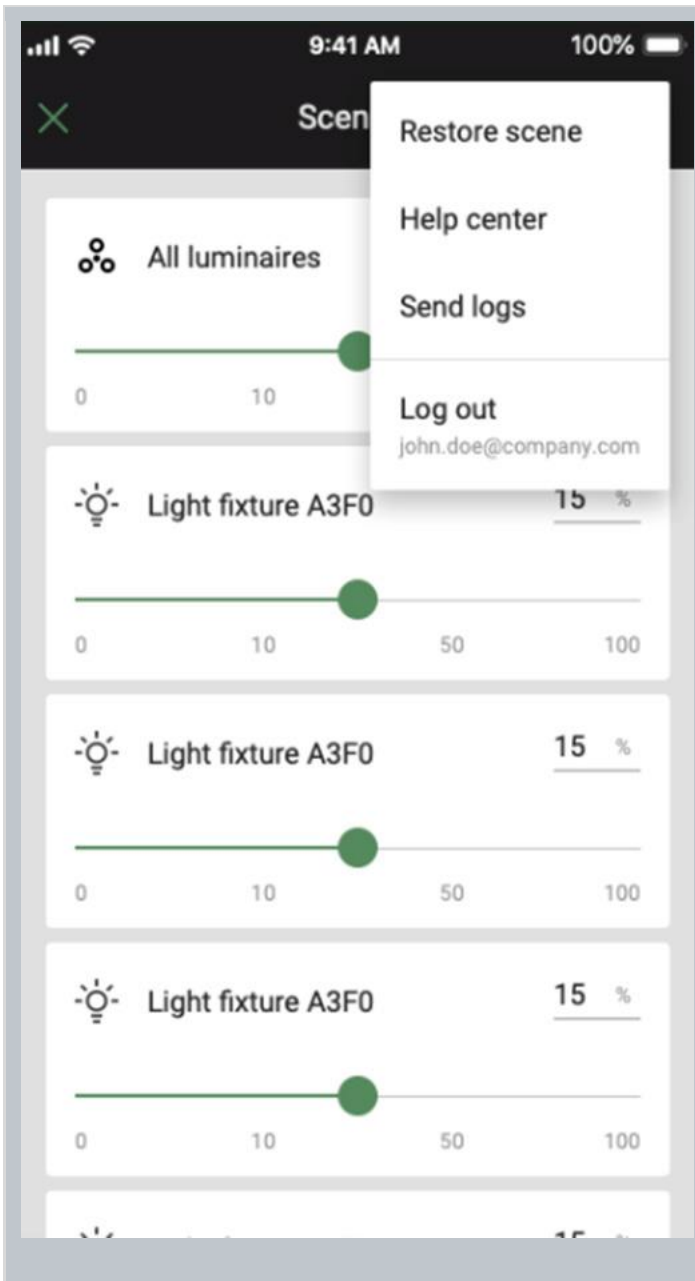 9:41 AM 100%
Scen
Restore scene
Help center
Send logs
Log out
john.doe@company.com
All luminaires
0 10
Light fixture A3F0 15 %
0 10 50 100
Light fixture A3F0 15 %
0 10 50 100
Light fixture A3F0 15 %
0 10 50 100